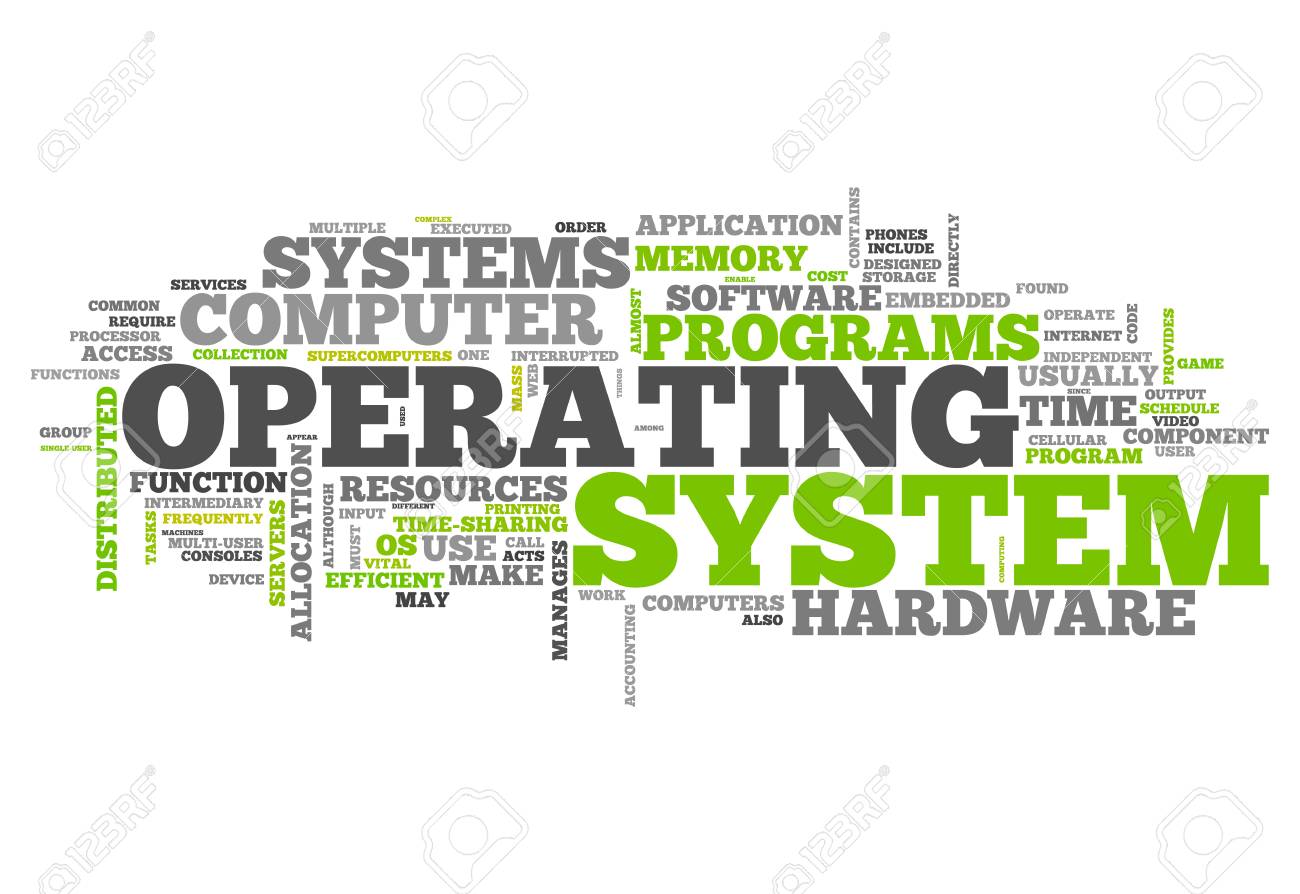 123RF
123RF
COMPLEX
MULTIPLE
EXECUTED
ORDER
APPLICATION
CONTAINS
PHONES
DIRECTLY
SYSTEMS
MEMORY
INCLUDE
DESIGNED
SERVICES
ENABLE
COST
STORAGE
COMMON
COMPUTER
ALMOST
SOFTWARE
EMBEDDED
FOUND
REQUIRE
PROGRAMS
OPERATE
CODE
PROVIDES
PROCESSOR
INTERNET
ACCESS
COLLECTION
SUPERCOMPUTERS
ONE
INTERRUPTED
INDEPENDENT
GAME
FUNCTIONS
MASS
WEB
THINGS
USUALLY
DISTRIBUTED
OPERATING
USED
AMONG
SINCE
OUTPUT
TIME
SCHEDULE
VIDEO
GROUP
APPEAR
CELLULAR
COMPONENT
SINGLE-USER
PROGRAM
USER
FUNCTION
ALLOCATION
RESOURCES
SYSTEM
INTERMEDIARY
SERVERS
ALTHOUGH
INPUT
DIFFERENT
PRINTING
TASKS
FREQUENTLY
TIME-SHARING
MACHINES
MUST
MULTI-USER
OS
USE
CALL
CONSOLES
VITAL
ACTS
MANAGES
COMPUTING
DEVICE
EFFICIENT
MAKE
MAY
WORK
COMPUTERS
HARDWARE
ALSO
ACCOUNTING
123RF
123RF